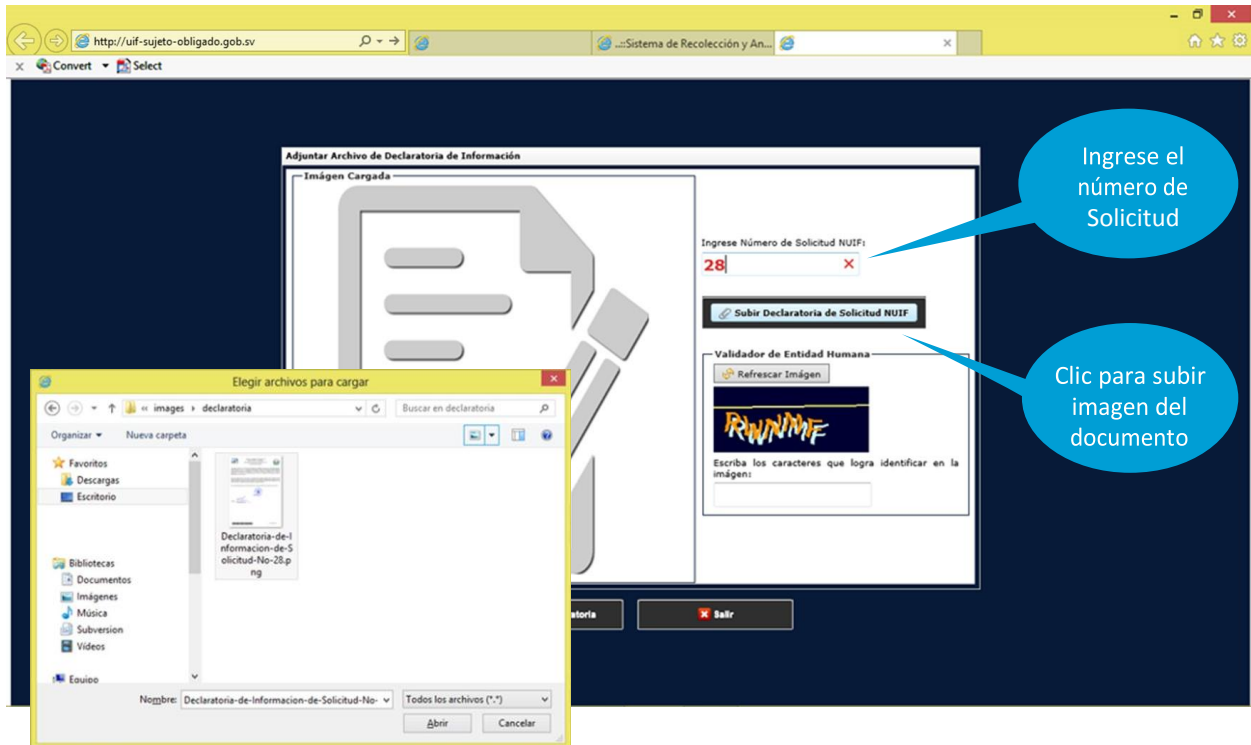 http://uif-sujeto-obligado.gob.sv
..::Sistema de Recolección y An...
x Convert Select
Adjuntar Archivo de Declaratoria de Información
Imágen Cargada
Ingrese el
número de
Solicitud
Ingrese Número de Solicitud NUIF:
28
Subir Declaratoria de Solicitud NUIF
Validador de Entidad Humana
Refrescar Imágen
RWNMF
Escriba los caracteres que logra identificar en la
imágen:
Clic para subir
imagen del
documento
Elegir archivos para cargar
« images declaratoria
Buscar en declaratoria
Organizar
Nueva carpeta
Favoritos
Descargas
Escritorio
Bibliotecas
Documentos
Imágenes
Música
Subversion
Vídeos
Equipo
Declaratoria-de-I
nformacion-de-S
olicitud-No-28.p
ng
Nombre: Declaratoria-de-Informacion-de-Solicitud-No-
Todos los archivos (*.*)
Abrir
Cancelar
atoria
Salir